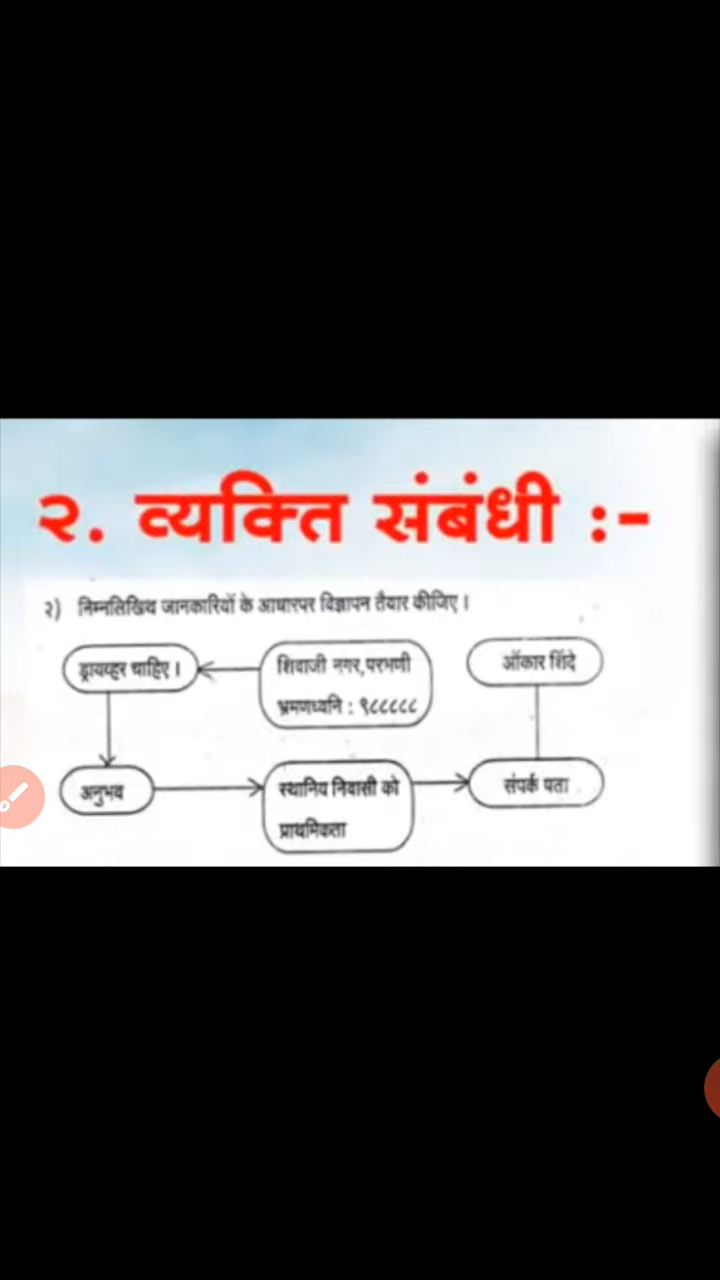 २. व्यक्ति संबंधी :-
२) निम्नलिखिथ जानकारियों के आधारपर विज्ञापन तैयार कीजिए ।
ड्रायव्हर चाहिए ।
शिवाजी नगर,परभणी
भ्रमणध्वनि : ९८८८८८
ओंकार शिंदे
अनुभव
स्थानिय निवासी को
प्राथमिकता
संपर्क पता